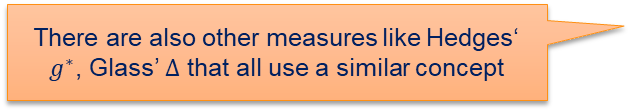 There are also other measures like Hedges‘
g*, Glass’ Δ that all use a similar concept